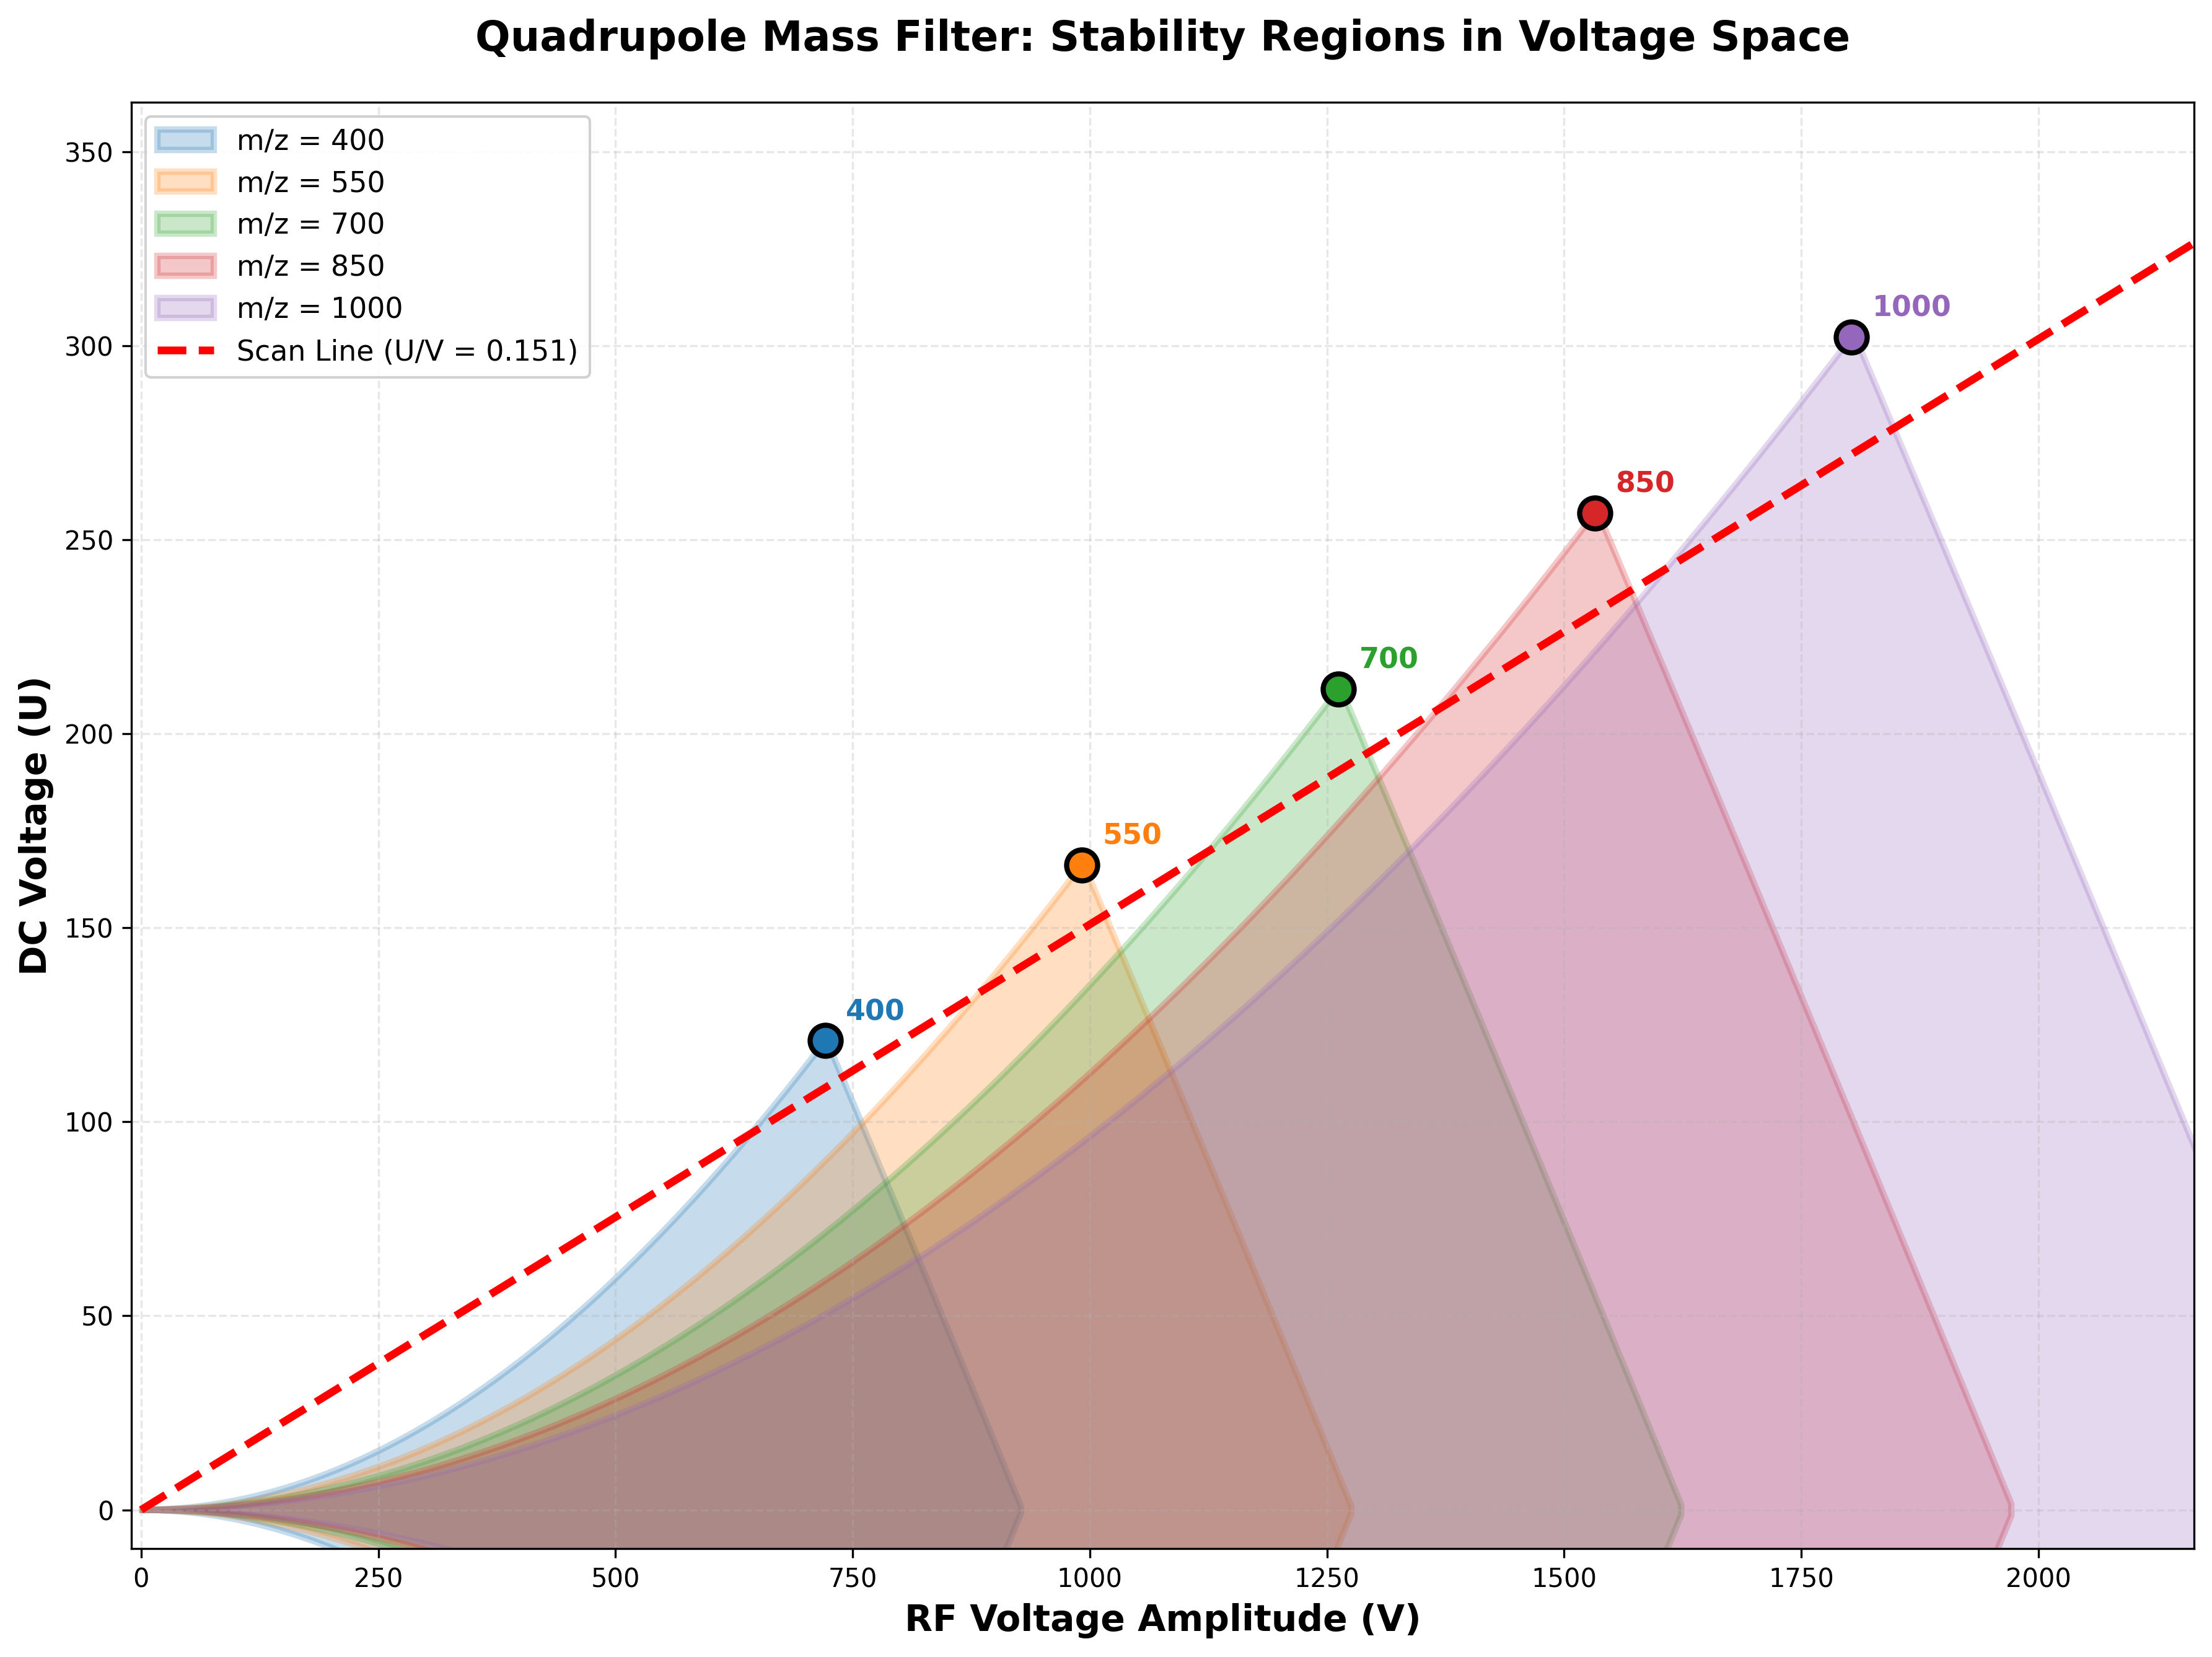 Quadrupole Mass Filter: Stability Regions in Voltage Space
m/z = 400
m/z = 550
m/z = 700
m/z = 850
m/z = 1000
Scan Line (U/V = 0.151)
1000
850
700
550
400
DC Voltage (U)
350
300
250
200
150
100
50
0
0 250 500 750 1000 1250 1500 1750 2000
RF Voltage Amplitude (V)